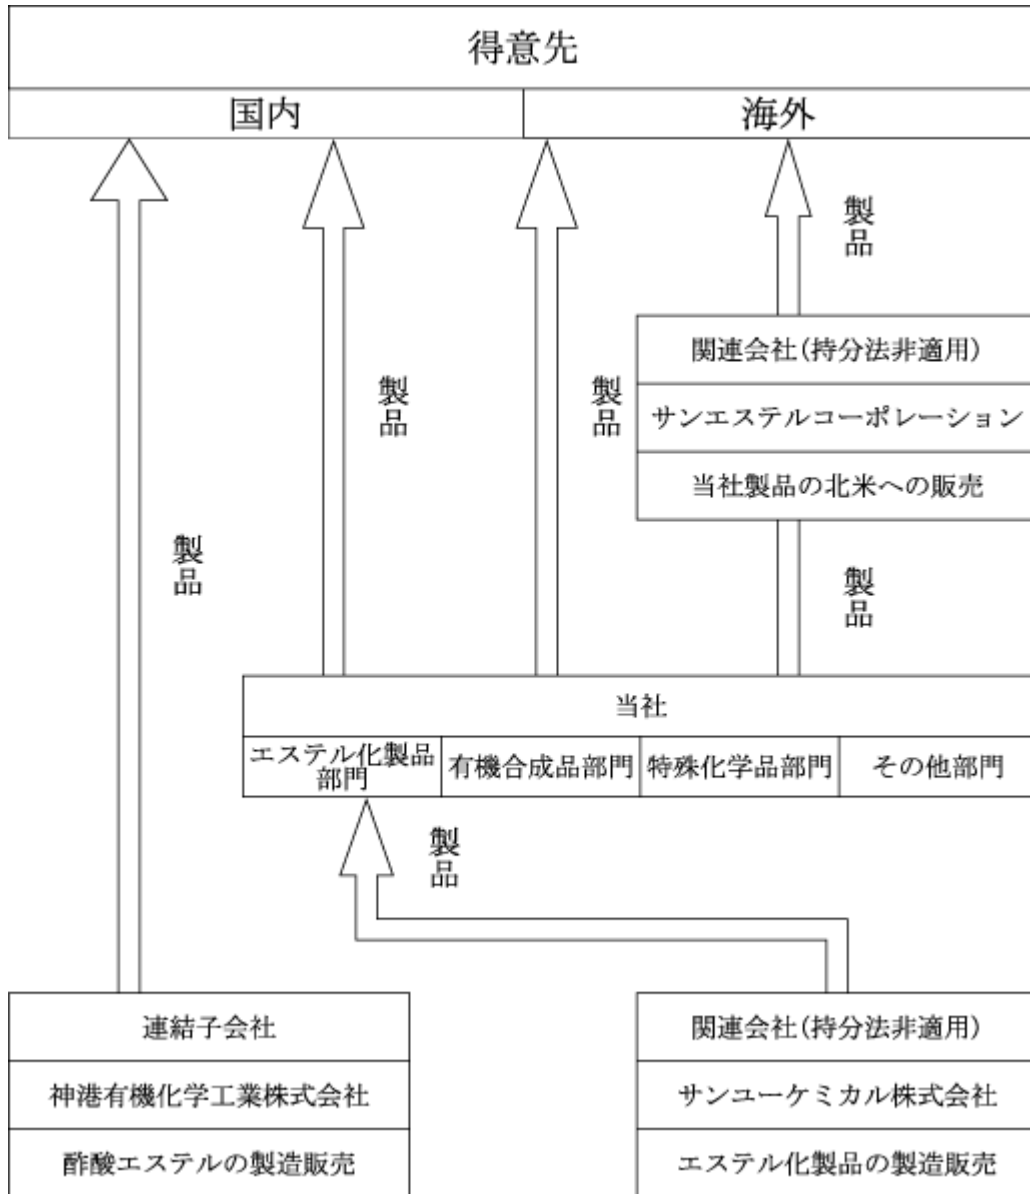 得意先
国内
海外
製品
関連会社(持分法非適用)
サンエステルコーポレーション
当社製品の北米への販売
製品
製品
製品
製品
当社
エステル化製品
部門
有機合成品部門
特殊化学品部門
その他部門
製品
連結子会社
神港有機化学工業株式会社
酢酸エステルの製造販売
関連会社(持分法非適用)
サンユーケミカル株式会社
エステル化製品の製造販売